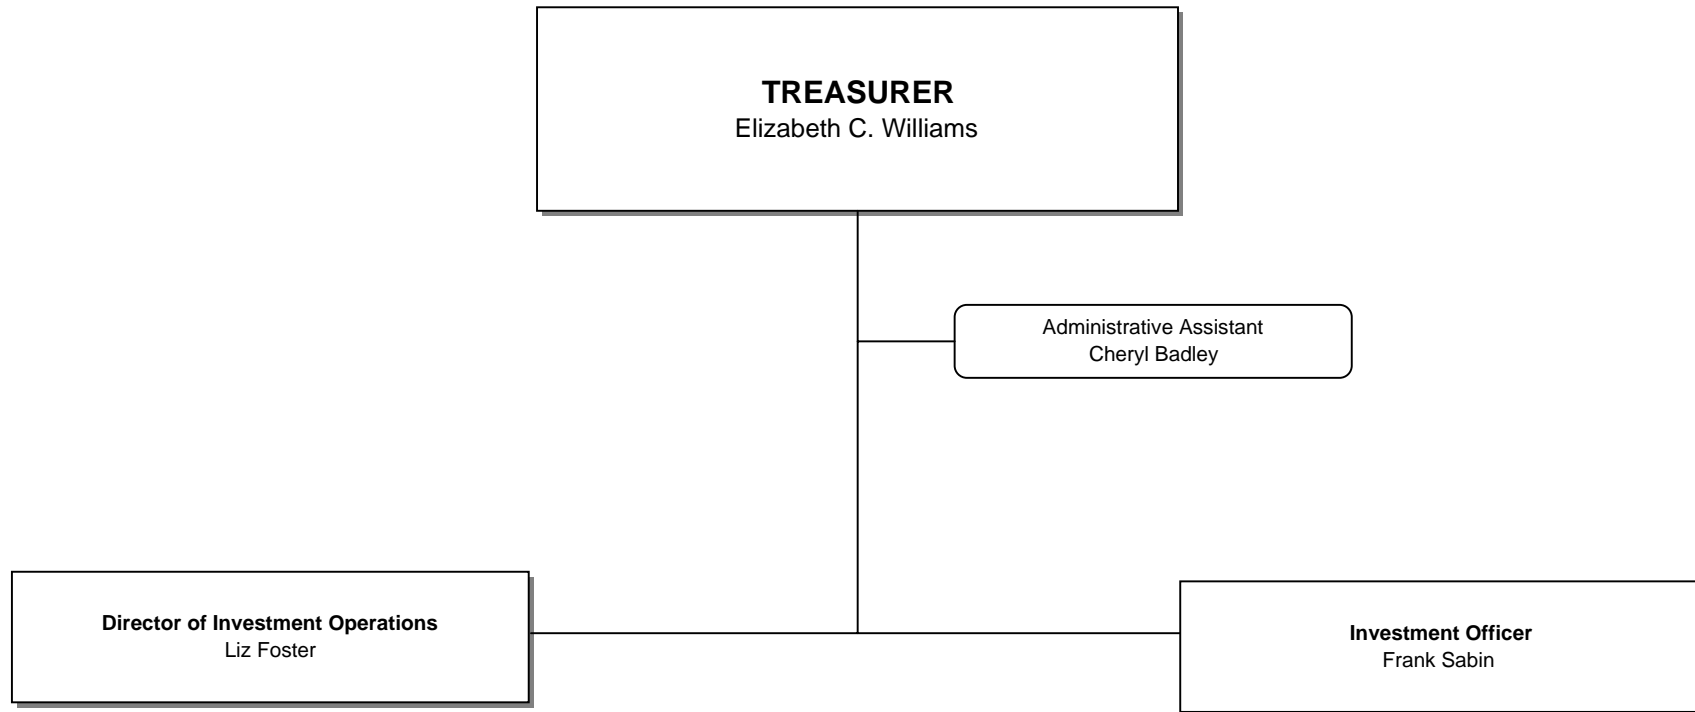 TREASURER
Elizabeth C. Williams
Administrative Assistant
Cheryl Badley
Director of Investment Operations
Liz Foster
Investment Officer
Frank Sabin